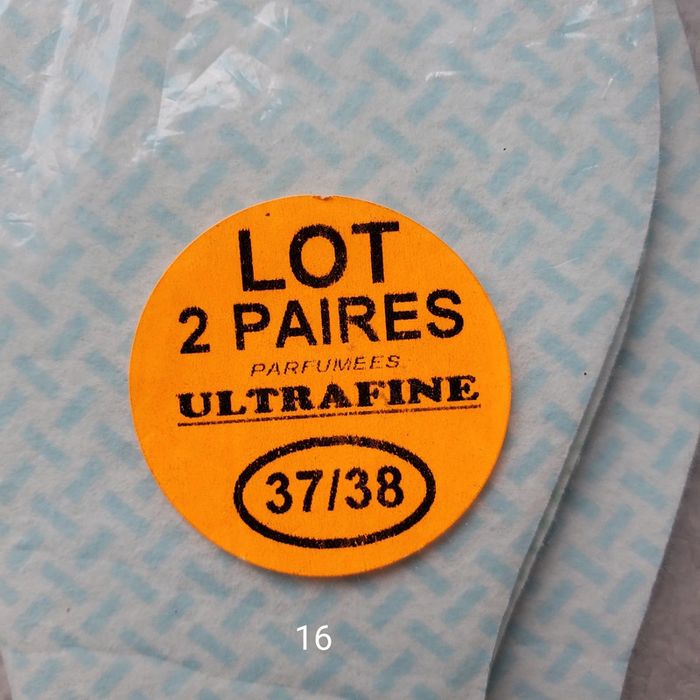 LOT
2 PAIRES
PARFUMEES
ULTRAFINE
37/38
16